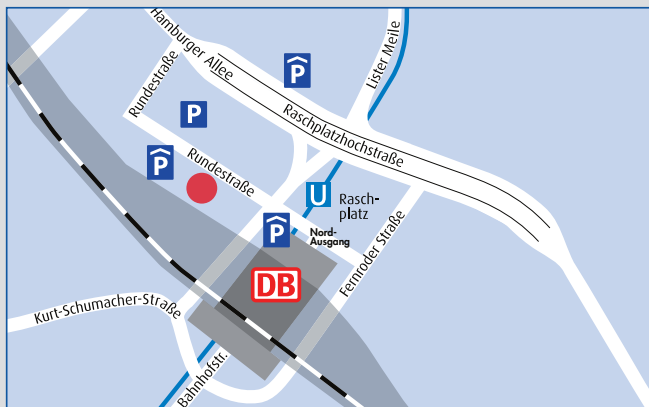 Hamburger Allee
Lister Meile
P
Rundestraße
P
Raschplatzhochstraße
P
Rundestraße
U
Rasch-
platz
P
Nord-
Ausgang
Fernroder Straße
DB
Kurt-Schumacher-Straße
Bahnhofstr.